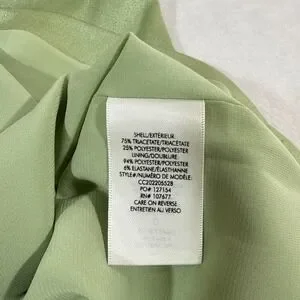 SHELL/EXTÉRIEUR
75% TRIACETATE/TRIACÉTATE
25% POLYESTER/POLYESTER
LINING/DOUBLURE
94% POLYESTER/POLYESTER
6% ELASTANE/ÉLASTHANNE
STYLE#/NUMÉRO DE MODÈLE:
CC202205528
PO# 127154
RN# 107677
CARE ON REVERSE
ENTRETIEN AU VERSO